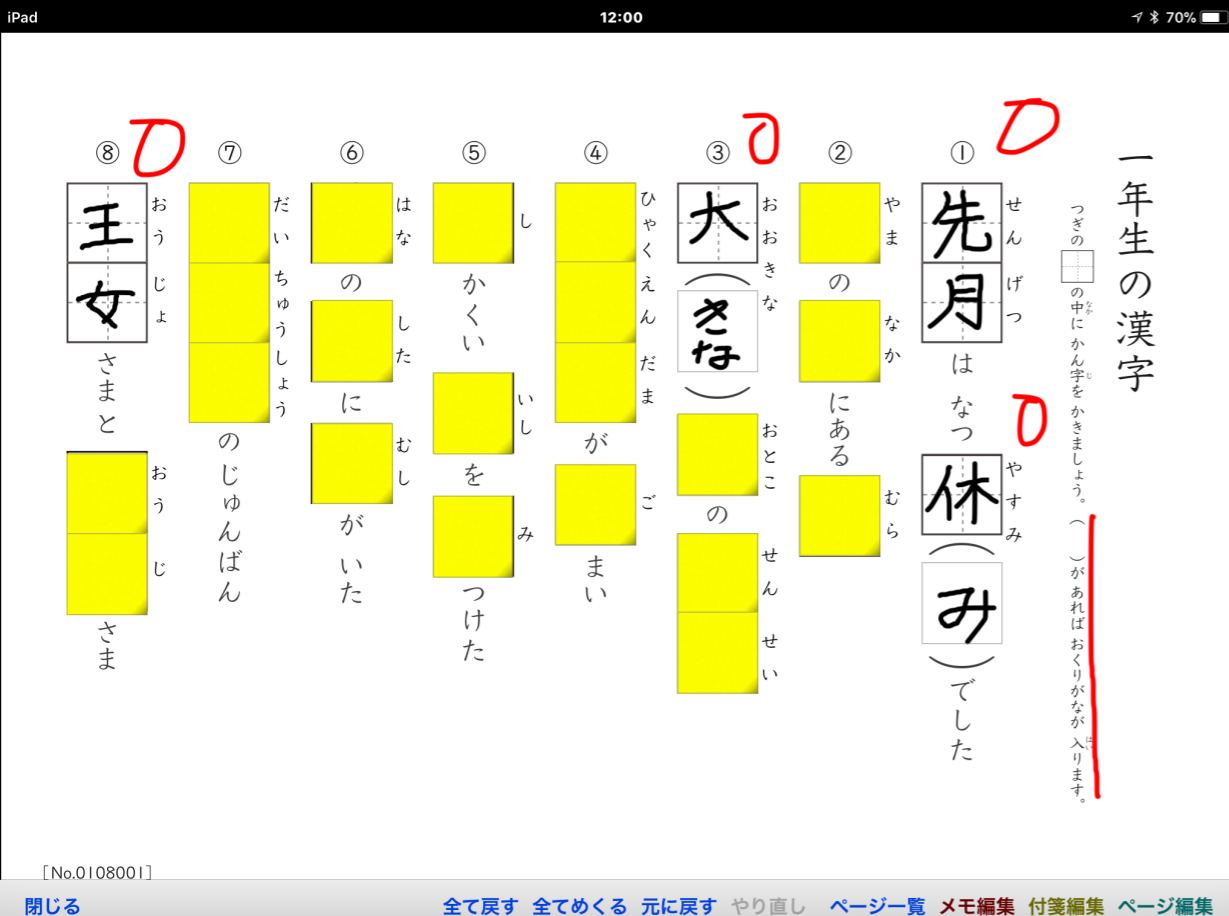 iPad
12:00
70%
一年生の漢字
つぎの の中に かん字を かきましょう。( )が あれば おくりがなが 入ります。
なか
じ
はい
①
先月は なつ休(み)でした
せん げつ
やすみ
②
のにある
やま
なか
むら
③
大(きな)の
おおきな
おとこ
せん せい
④
がまい
ひゃく えん だま
ご
⑤
かくいをつけた
し
いし
み
⑥
のにがいた
はな
した
むし
⑦
のじゅんばん
だい ちゅう しょう
⑧
王女さまとさま
おう じょ
おう じ
[No.0108001]
閉じる 全て戻す 全てめくる 元に戻す やり直し ページ一覧 メモ編集 付箋編集 ページ編集